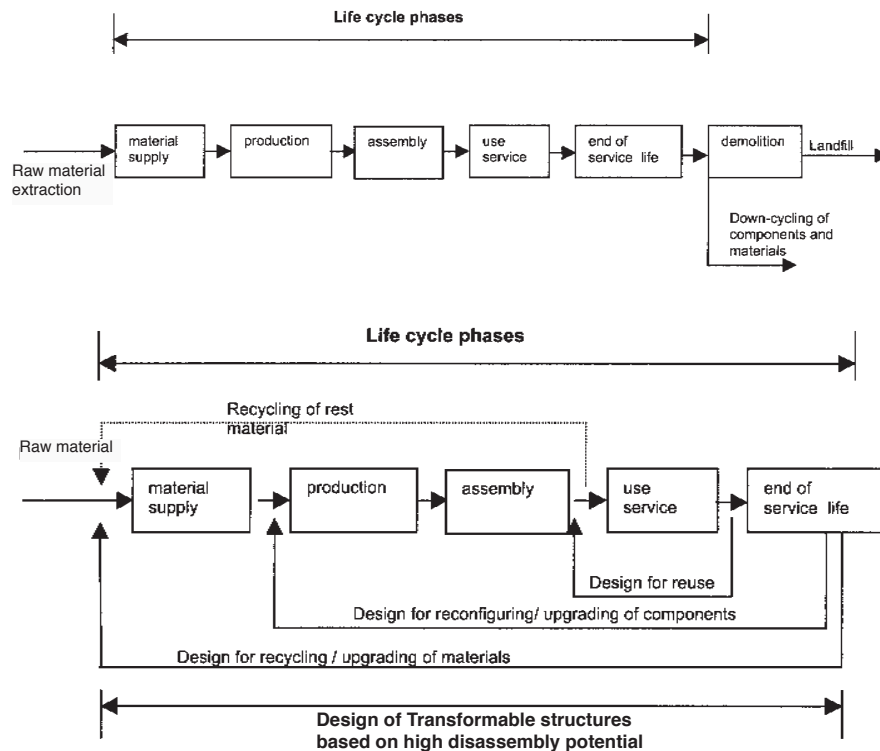 Life cycle phases
material
supply
production
assembly
use
service
end of
service life
demolition
Landfill
Raw material
extraction
Down-cycling of
components and
materials
Life cycle phases
Recycling of rest
material
Raw material
material
supply
production
assembly
use
service
end of
service life
Design for reuse
Design for reconfiguring/ upgrading of components
Design for recycling / upgrading of materials
Design of Transformable structures
based on high disassembly potential